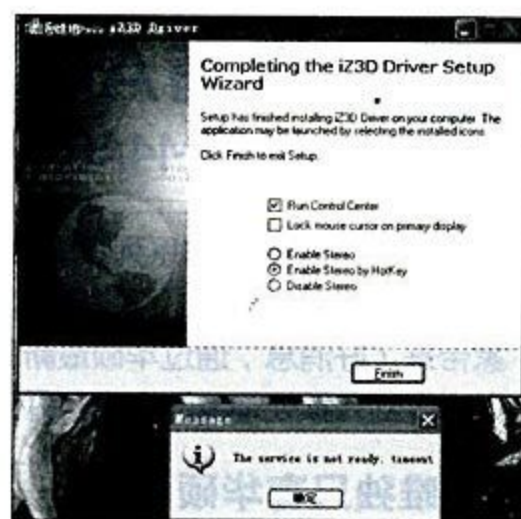 Setup - iZ3D Driver
Completing the iZ3D Driver Setup
Wizard
Setup has finished installing iZ3D Driver on your computer. The
application may be launched by selecting the installed icons.
Click Finish to exit Setup.
Run Control Center
Lock mouse cursor on primary display
Enable Stereo
Enable Stereo by HotKey
Disable Stereo
Finish
Message
The service is not ready, timeout
确定